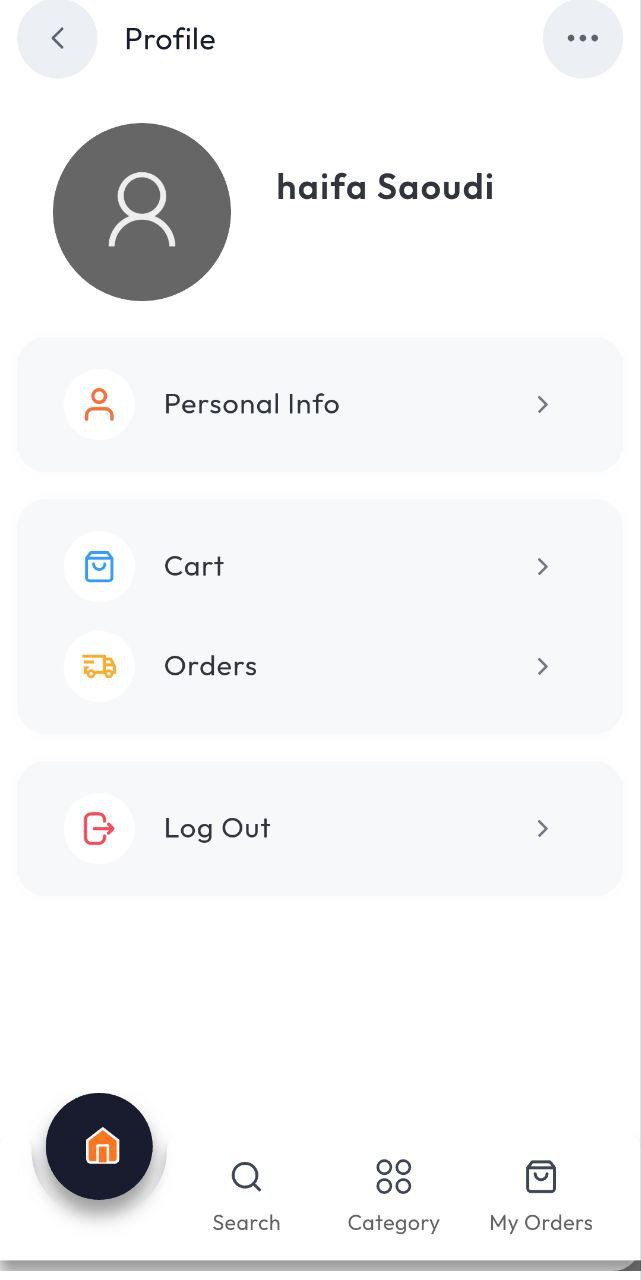 Profile
haifa Saoudi
Personal Info
Cart
Orders
Log Out
Search
Category
My Orders